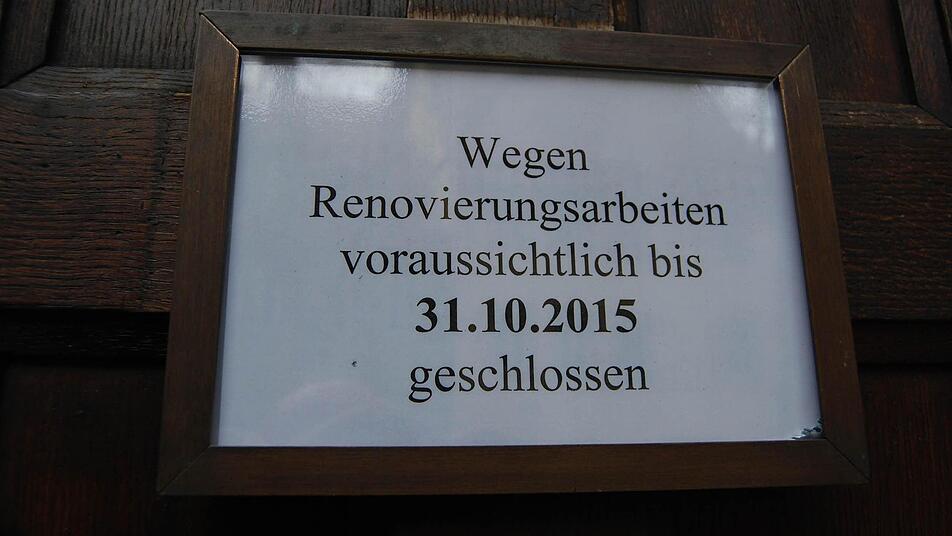 Wegen
Renovierungsarbeiten
voraussichtlich bis
31.10.2015
geschlossen